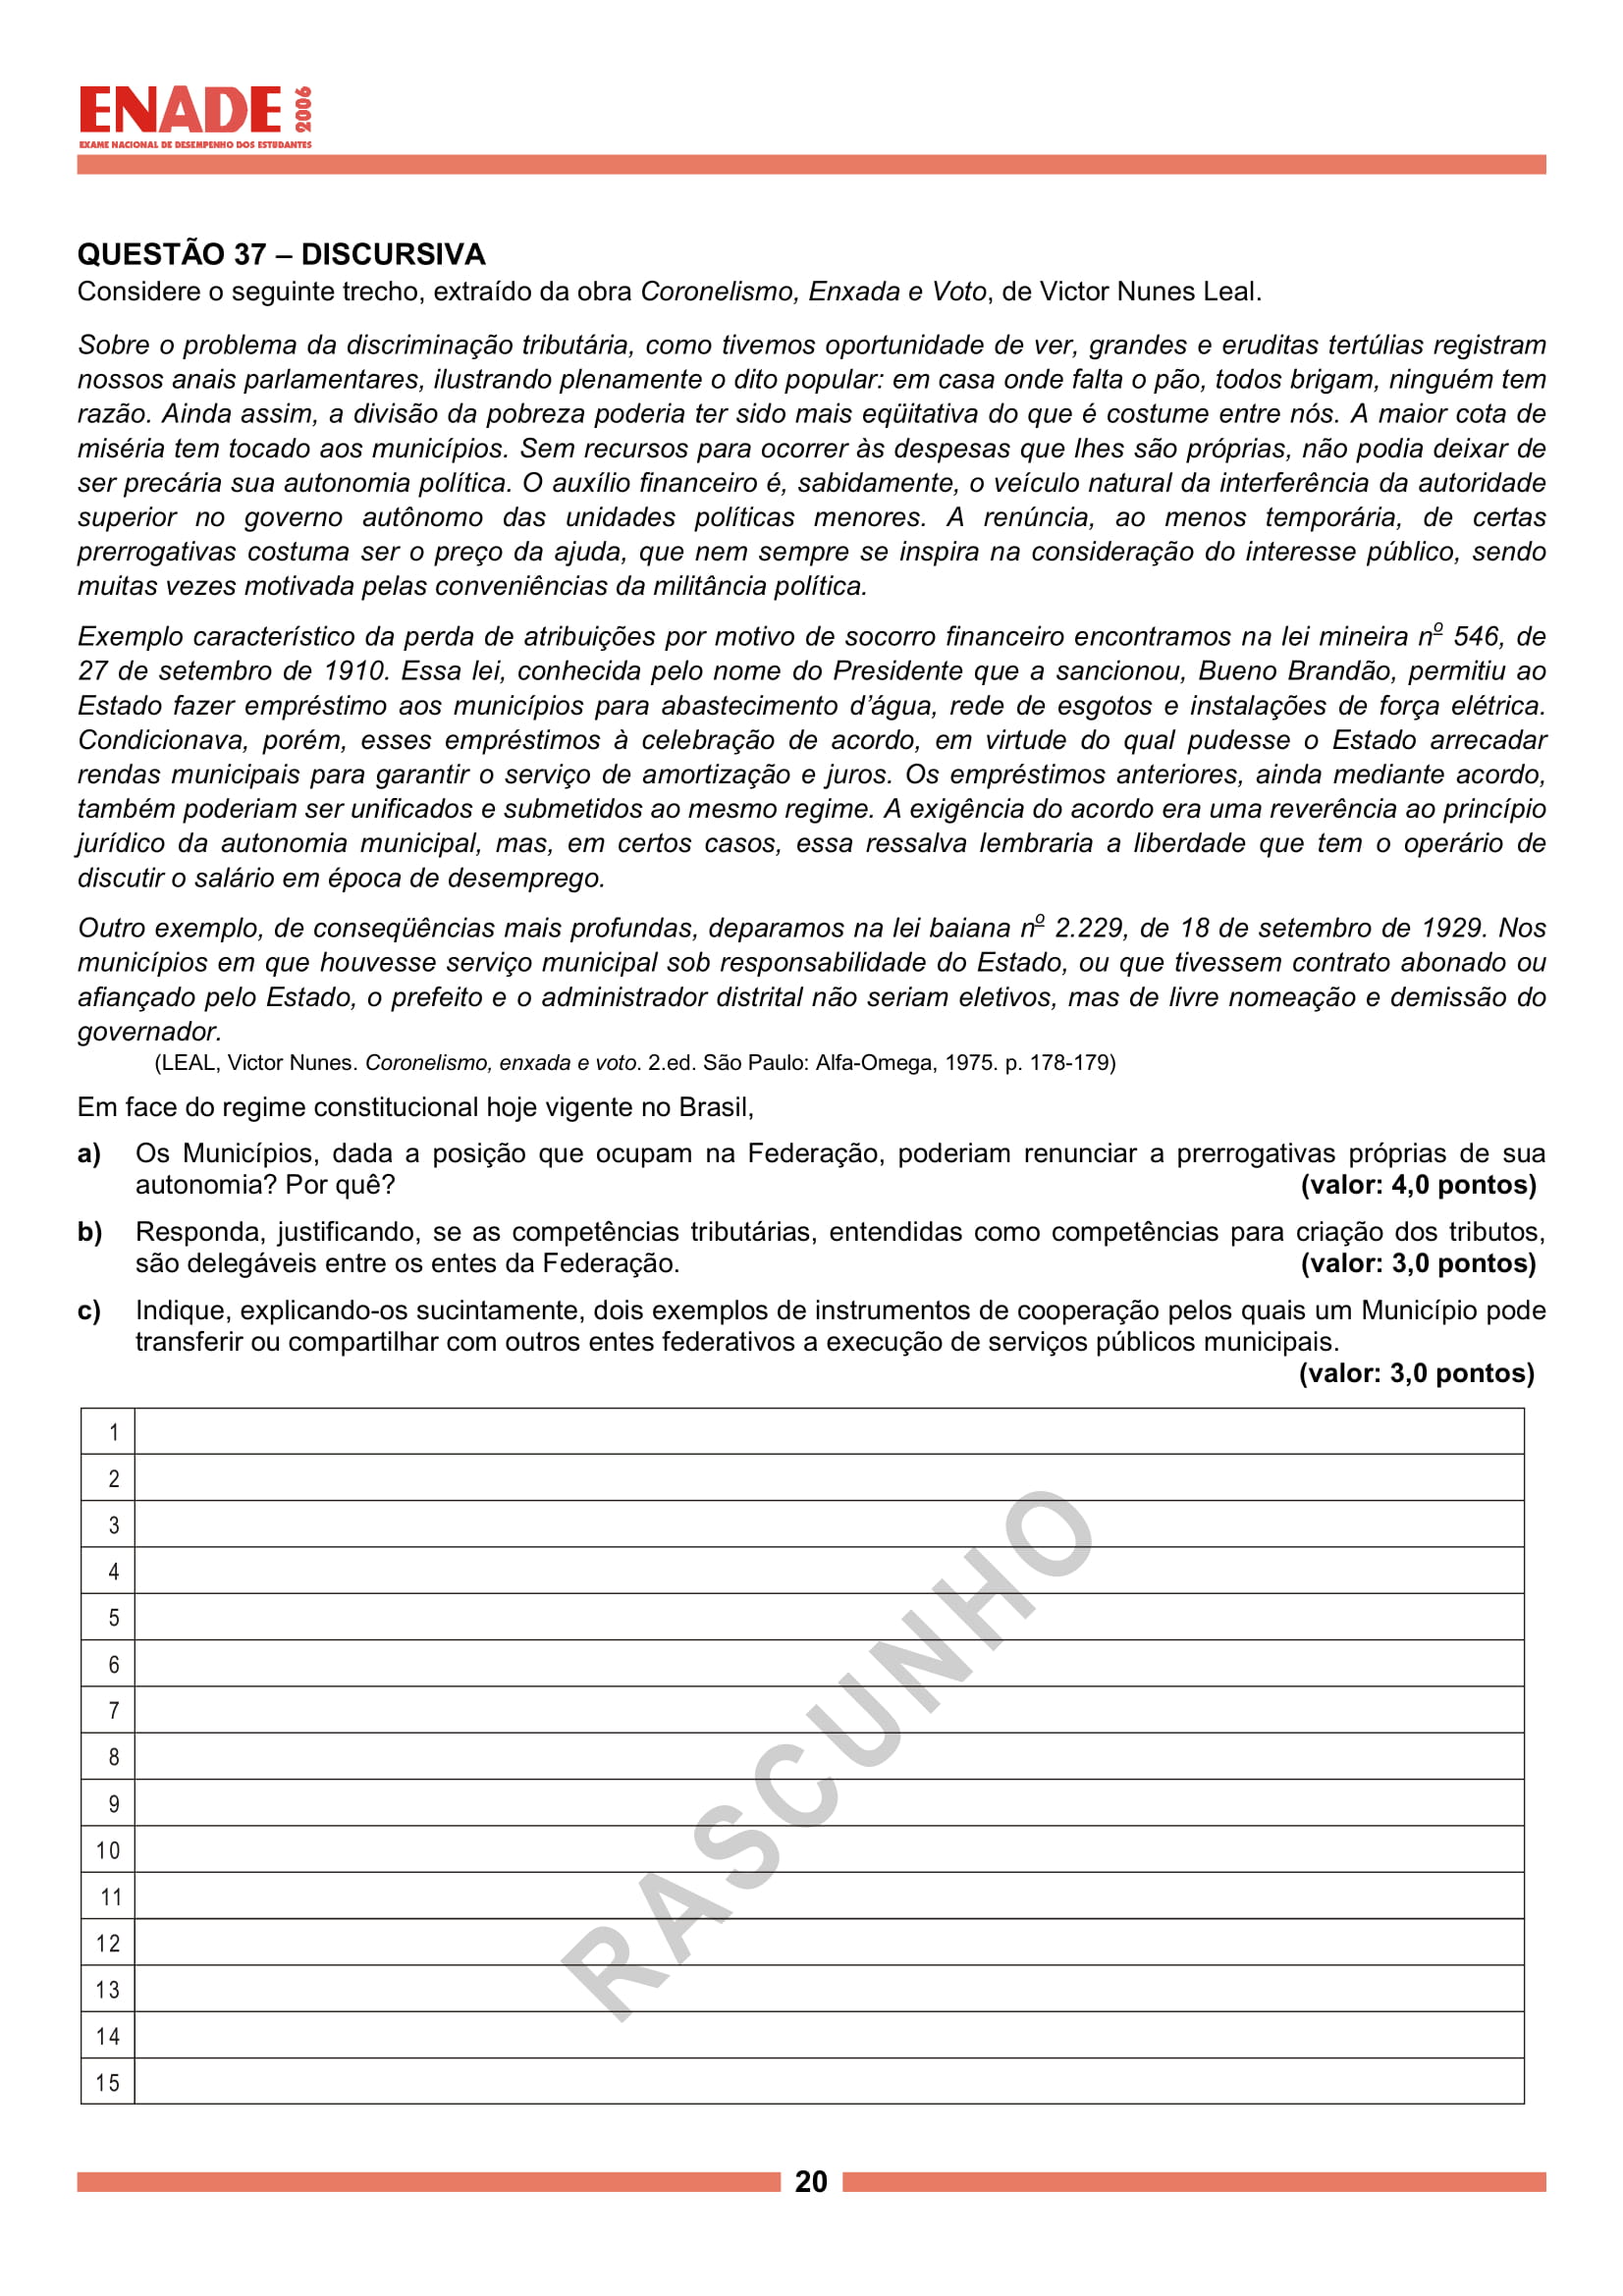 ENADE 2006
EXAME NACIONAL DE DESEMPENHO DOS ESTUDANTES
QUESTÃO 37 – DISCURSIVA
Considere o seguinte trecho, extraído da obra Coronelismo, Enxada e Voto, de Victor Nunes Leal.
Sobre o problema da discriminação tributária, como tivemos oportunidade de ver, grandes e eruditas tertúlias registram
nossos anais parlamentares, ilustrando plenamente o dito popular: em casa onde falta o pão, todos brigam, ninguém tem
razão. Ainda assim, a divisão da pobreza poderia ter sido mais eqüitativa do que é costume entre nós. A maior cota de
miséria tem tocado aos municípios. Sem recursos para ocorrer às despesas que lhes são próprias, não podia deixar de
ser precária sua autonomia política. O auxílio financeiro é, sabidamente, o veículo natural da interferência da autoridade
superior no governo autônomo das unidades políticas menores. A renúncia, ao menos temporária, de certas
prerrogativas costuma ser o preço da ajuda, que nem sempre se inspira na consideração do interesse público, sendo
muitas vezes motivada pelas conveniências da militância política.
Exemplo característico da perda de atribuições por motivo de socorro financeiro encontramos na lei mineira nº 546, de
27 de setembro de 1910. Essa lei, conhecida pelo nome do Presidente que a sancionou, Bueno Brandão, permitiu ao
Estado fazer empréstimo aos municípios para abastecimento d’água, rede de esgotos e instalações de força elétrica.
Condicionava, porém, esses empréstimos à celebração de acordo, em virtude do qual pudesse o Estado arrecadar
rendas municipais para garantir o serviço de amortização e juros. Os empréstimos anteriores, ainda mediante acordo,
também poderiam ser unificados e submetidos ao mesmo regime. A exigência do acordo era uma reverência ao princípio
jurídico da autonomia municipal, mas, em certos casos, essa ressalva lembraria a liberdade que tem o operário de
discutir o salário em época de desemprego.
Outro exemplo, de conseqüências mais profundas, deparamos na lei baiana nº 2.229, de 18 de setembro de 1929. Nos
municípios em que houvesse serviço municipal sob responsabilidade do Estado, ou que tivessem contrato abonado ou
afiançado pelo Estado, o prefeito e o administrador distrital não seriam eletivos, mas de livre nomeação e demissão do
governador.
(LEAL, Victor Nunes. Coronelismo, enxada e voto. 2.ed. São Paulo: Alfa-Omega, 1975. p. 178-179)
Em face do regime constitucional hoje vigente no Brasil,
a) Os Municípios, dada a posição que ocupam na Federação, poderiam renunciar a prerrogativas próprias de sua
autonomia? Por quê? (valor: 4,0 pontos)
b) Responda, justificando, se as competências tributárias, entendidas como competências para criação dos tributos,
são delegáveis entre os entes da Federação. (valor: 3,0 pontos)
c) Indique, explicando-os sucintamente, dois exemplos de instrumentos de cooperação pelos quais um Município pode
transferir ou compartilhar com outros entes federativos a execução de serviços públicos municipais.
(valor: 3,0 pontos)
1
2
3
4
5
6
7
8
9
10
11
12
13
14
15
RASCUNHO
20